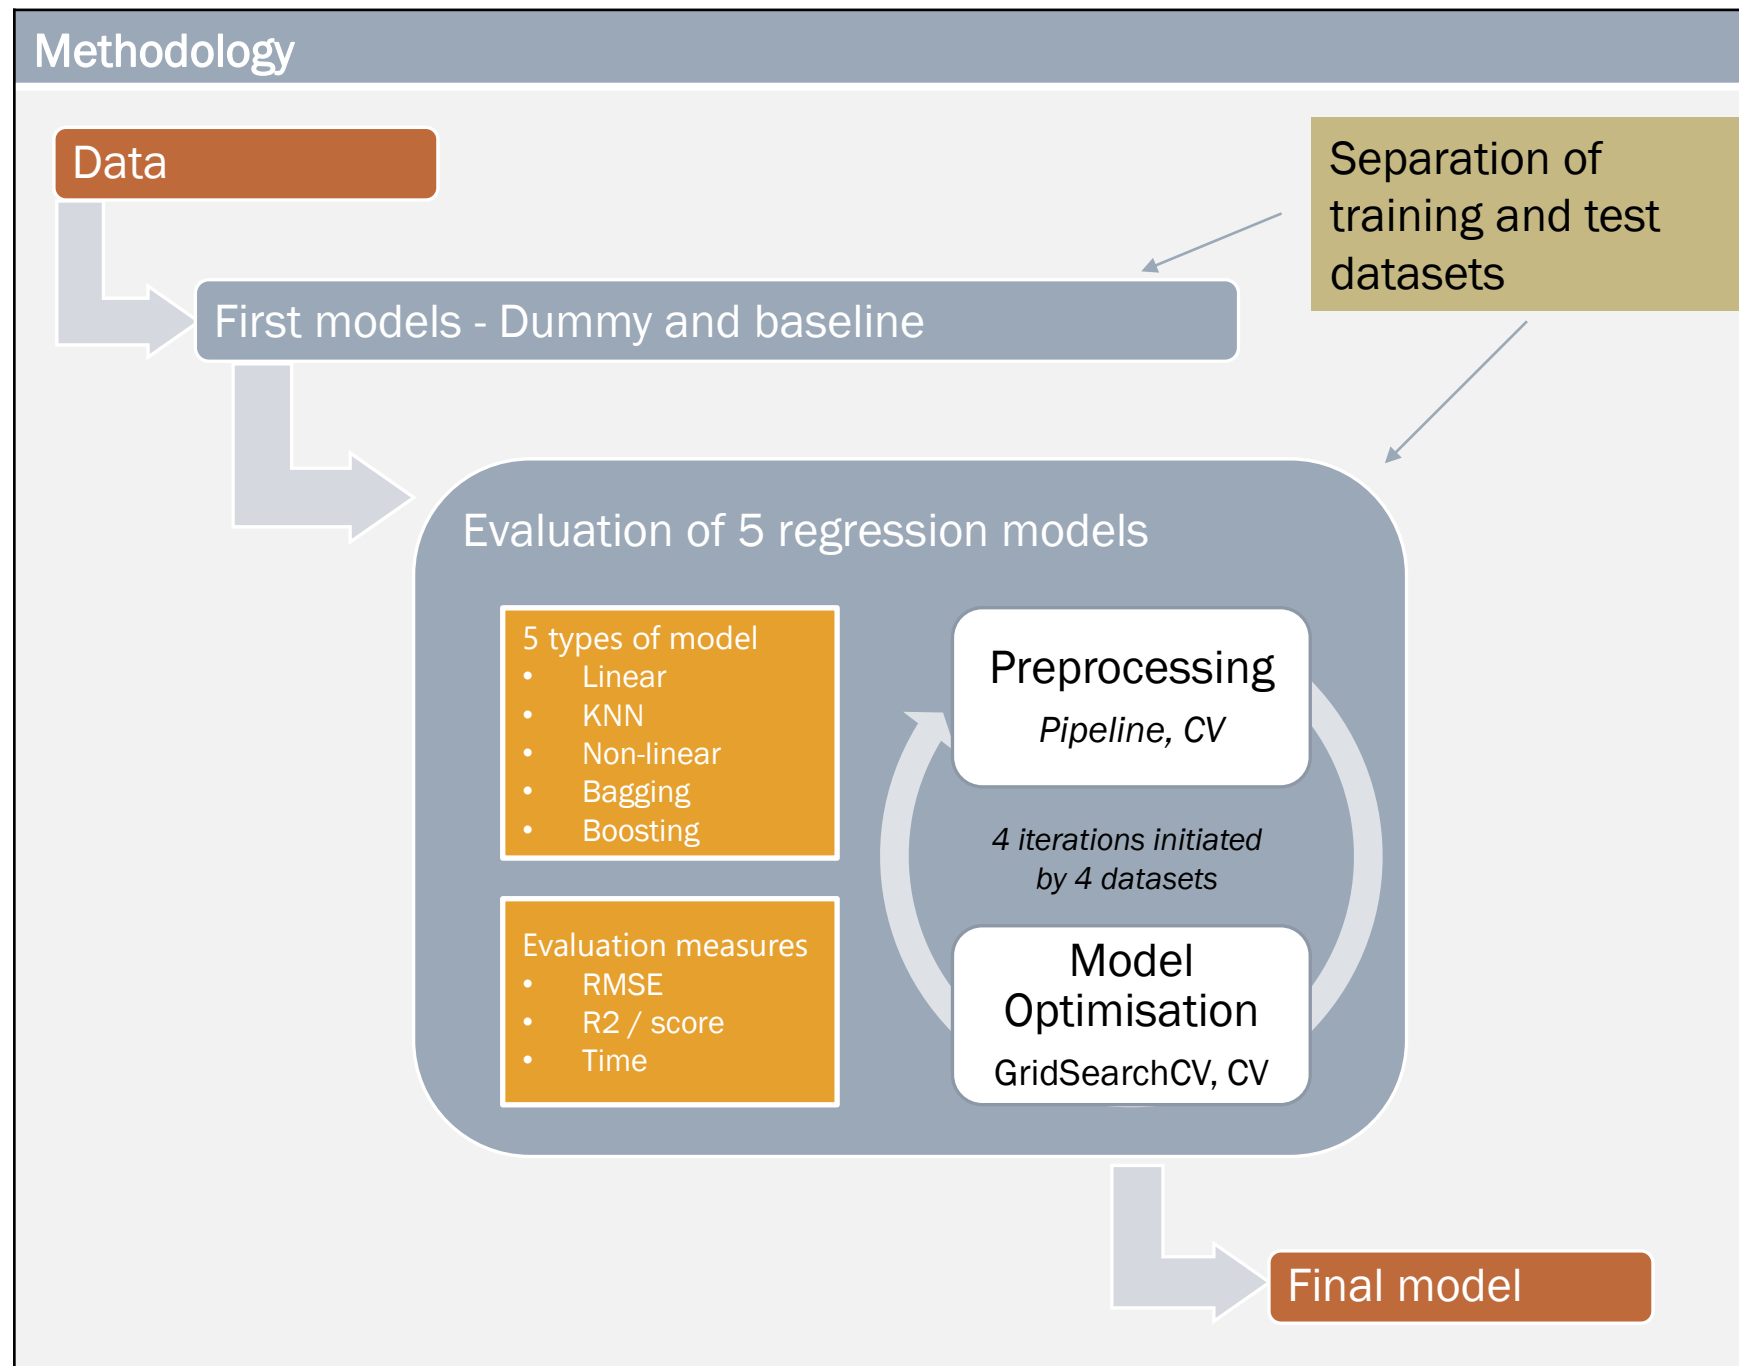 Methodology
Data
Separation of
training and test
datasets
First models - Dummy and baseline
Evaluation of 5 regression models
5 types of model
• Linear
• KNN
• Non-linear
• Bagging
• Boosting
Evaluation measures
• RMSE
• R2 / score
• Time
Preprocessing
Pipeline, CV
4 iterations initiated
by 4 datasets
Model
Optimisation
GridSearchCV, CV
Final model